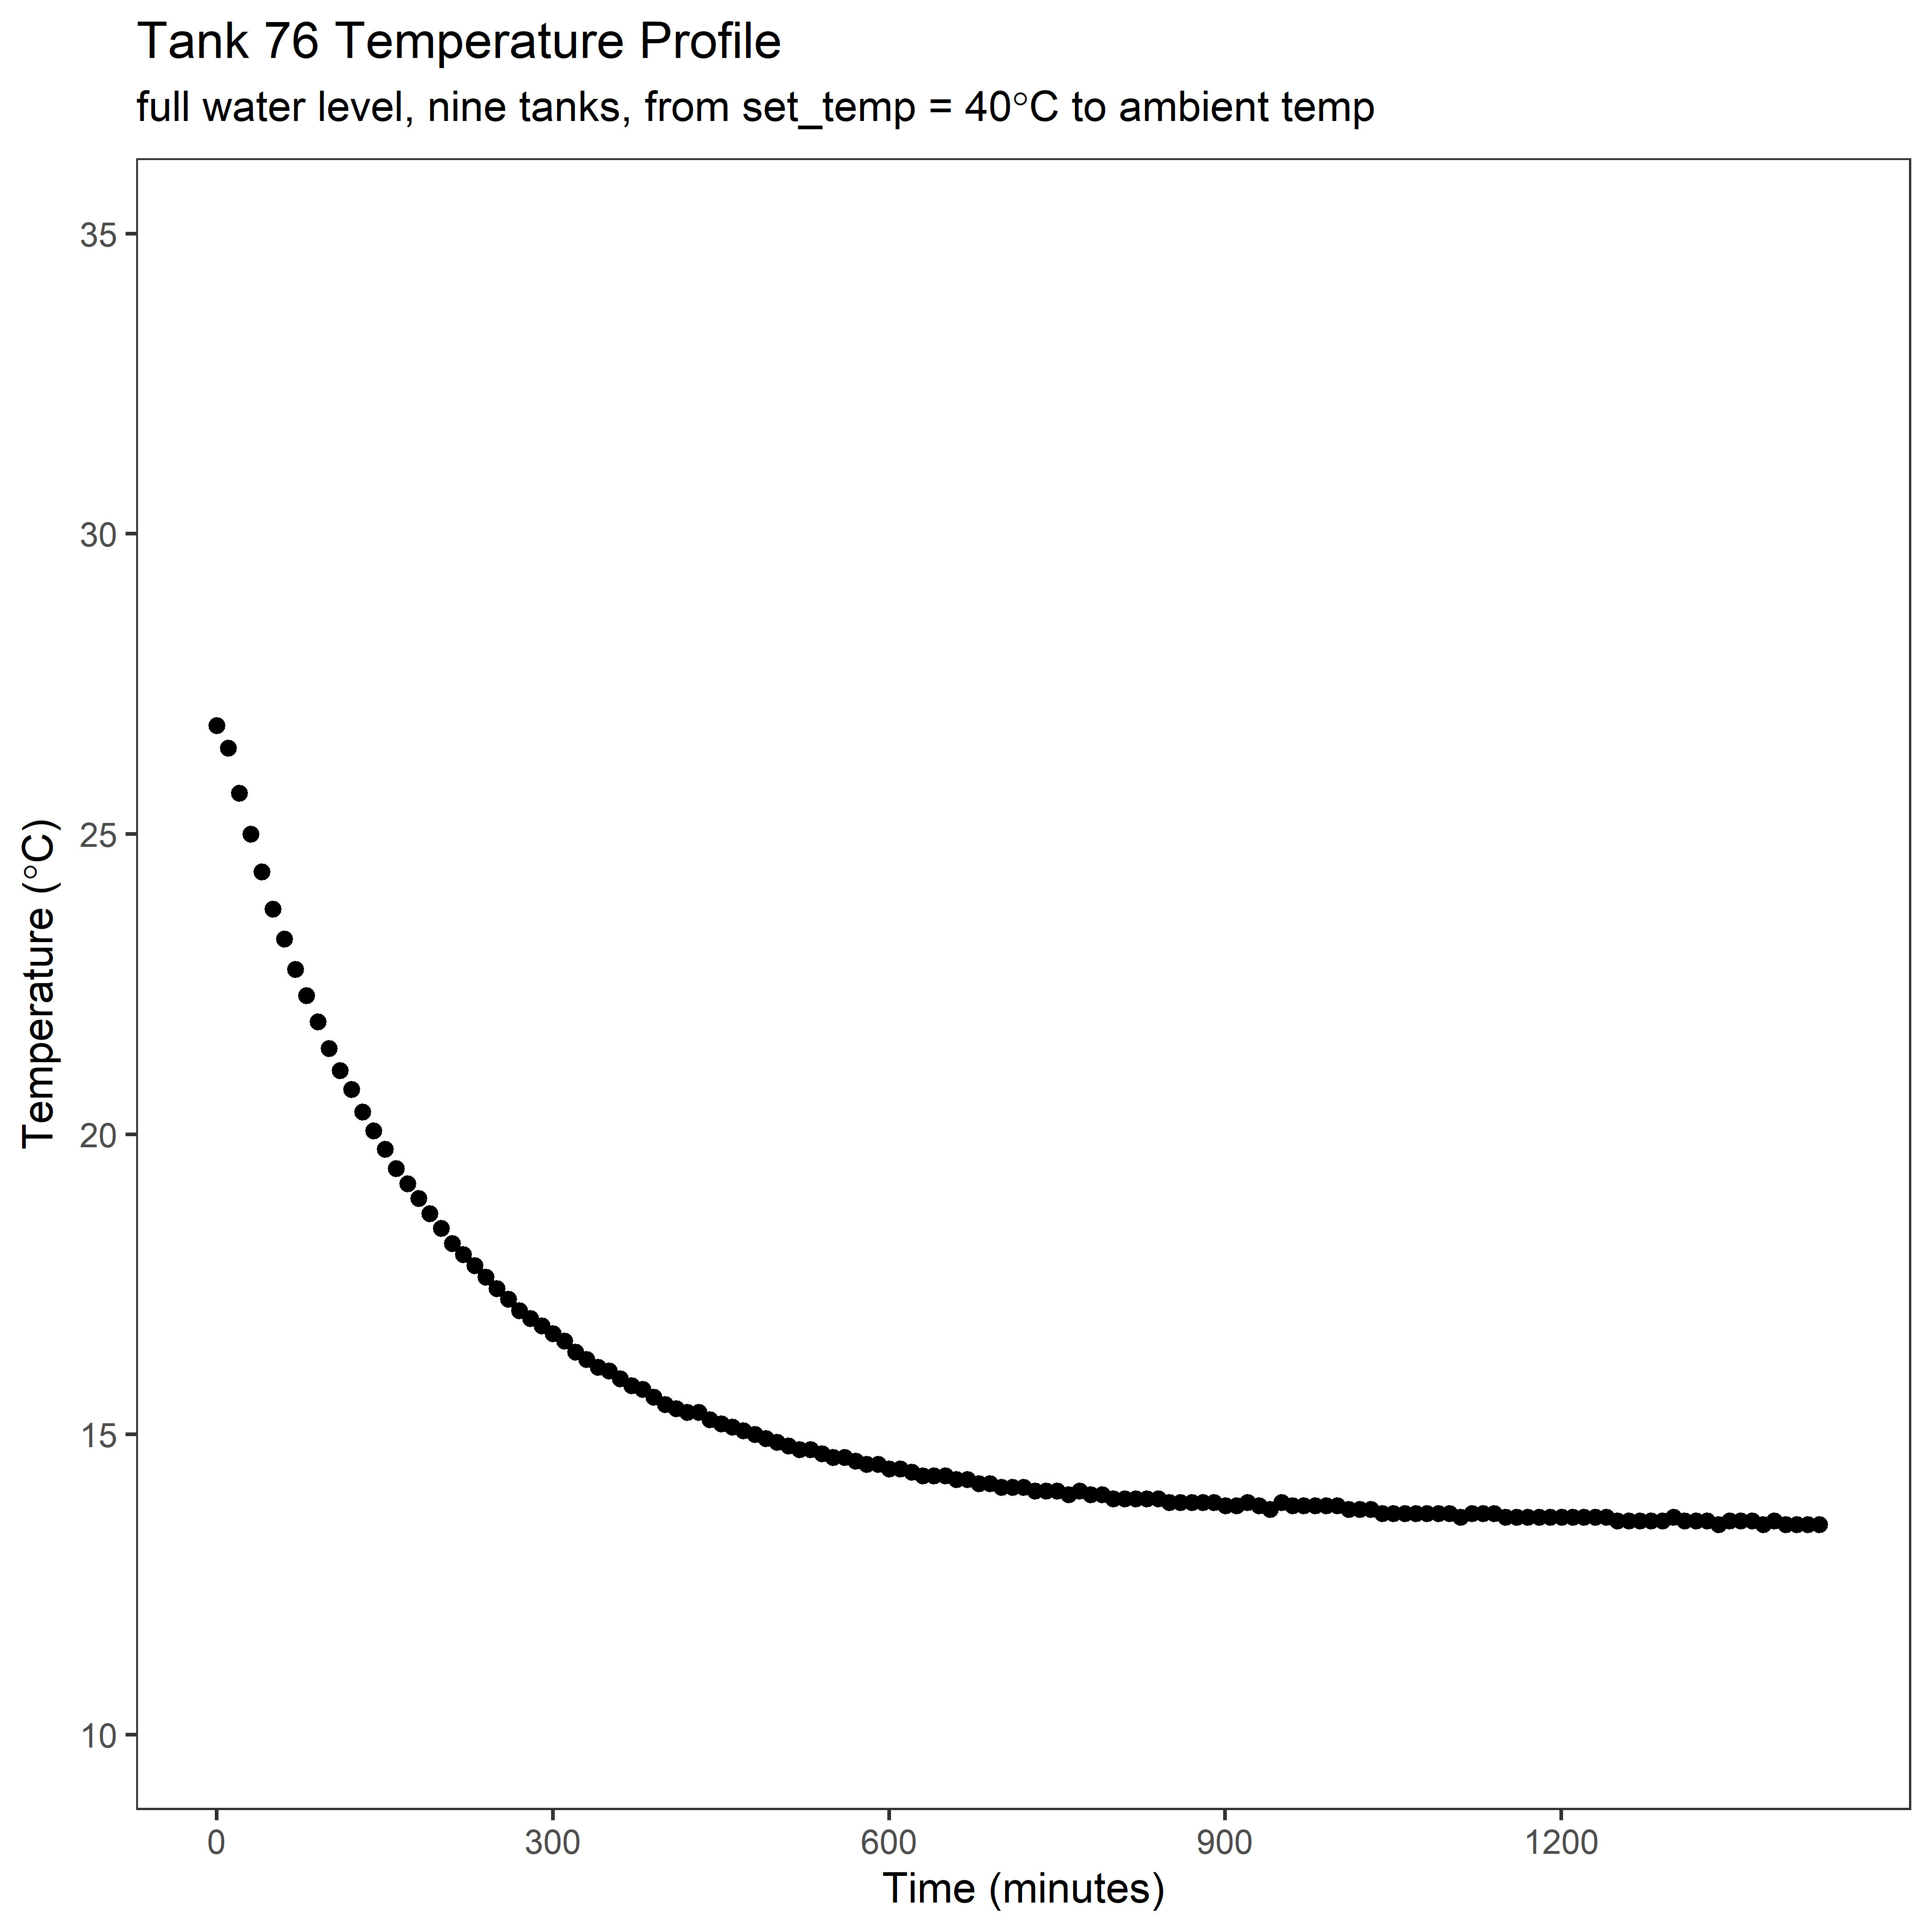 Tank 76 Temperature Profile
full water level, nine tanks, from set_temp = 40°C to ambient temp
35
30
25
20
15
10
Temperature (°C)
0 300 600 900 1200
Time (minutes)